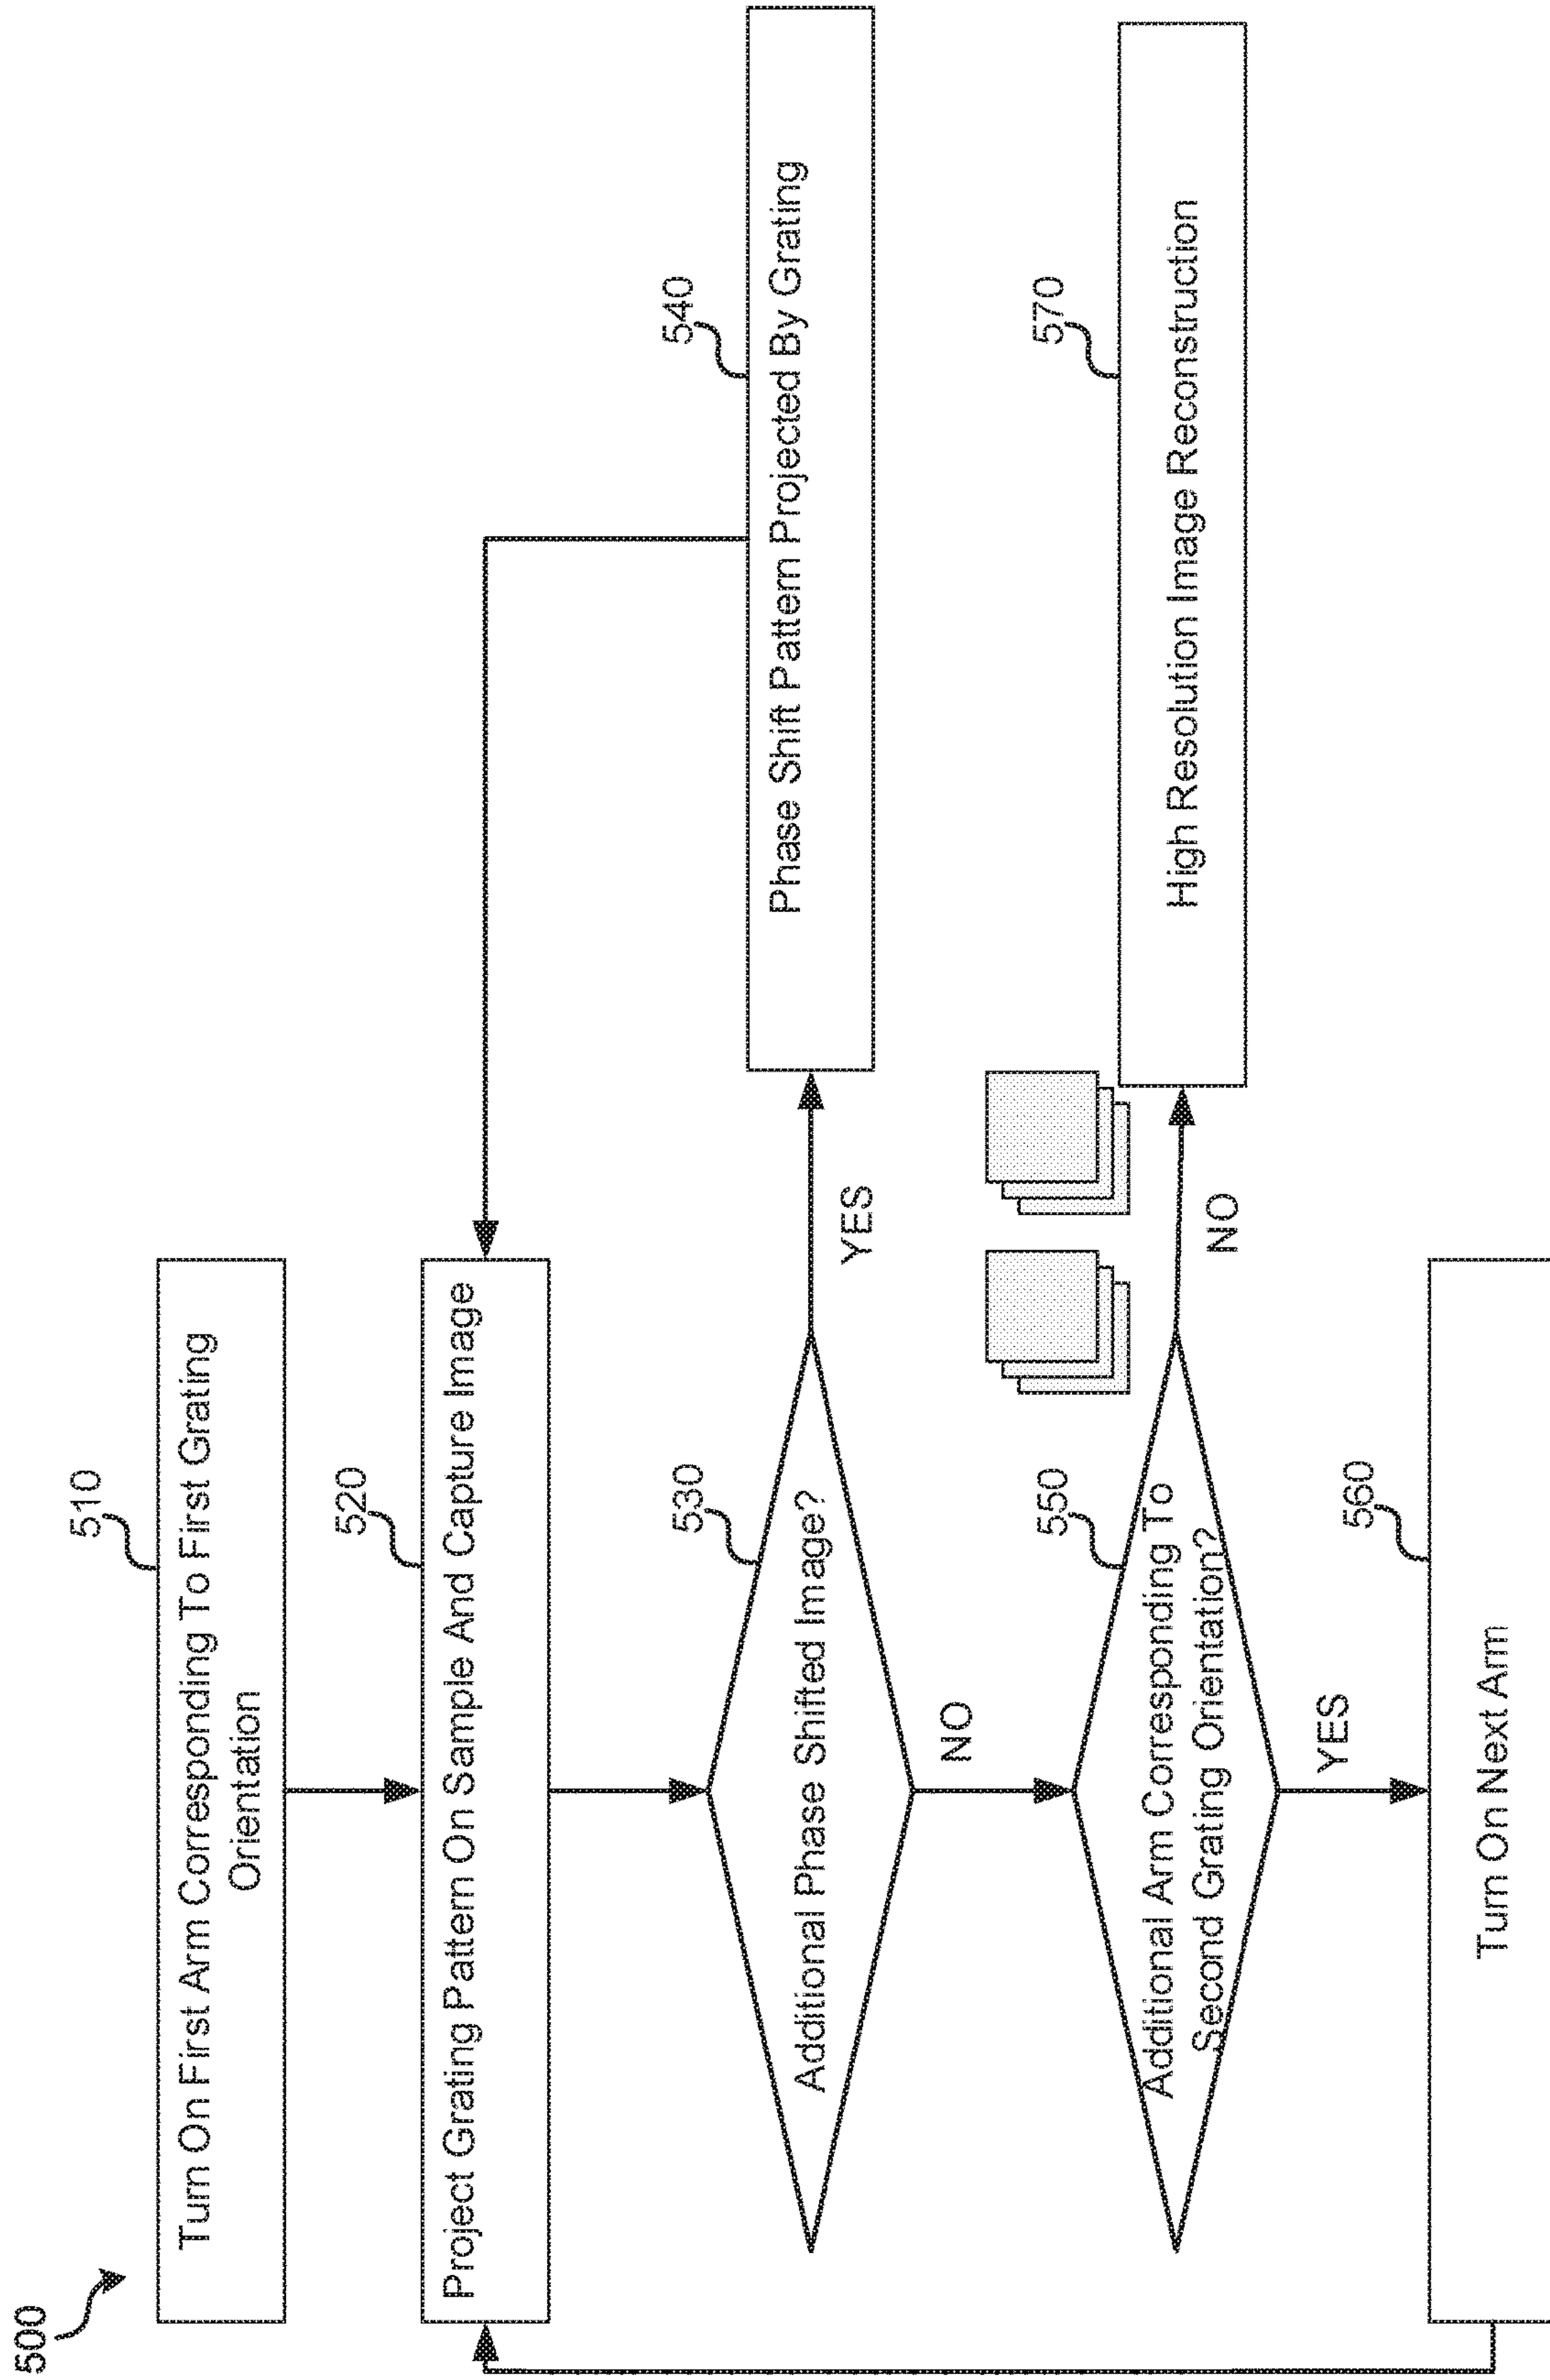 500
510
Turn On First Arm Corresponding To First Grating
Orientation
520
Project Grating Pattern On Sample And Capture Image
530
Additional Phase Shifted Image?
YES
540
Phase Shift Pattern Projected By Grating
NO
550
Additional Arm Corresponding To
Second Grating Orientation?
NO
570
High Resolution Image Reconstruction
YES
560
Turn On Next Arm